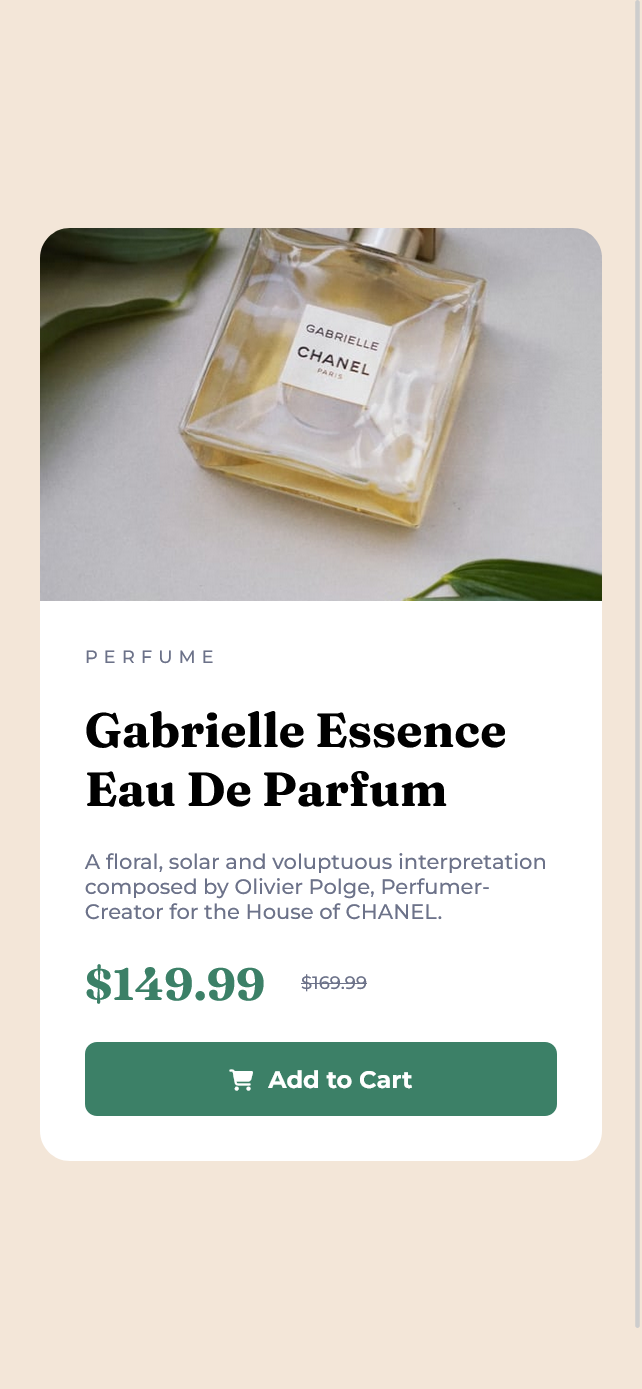 GABRIELLE
CHANEL
PARIS
PERFUME
Gabrielle Essence
Eau De Parfum
A floral, solar and voluptuous interpretation
composed by Olivier Polge, Perfumer-
Creator for the House of CHANEL.
$149.99 $169.99
Add to Cart